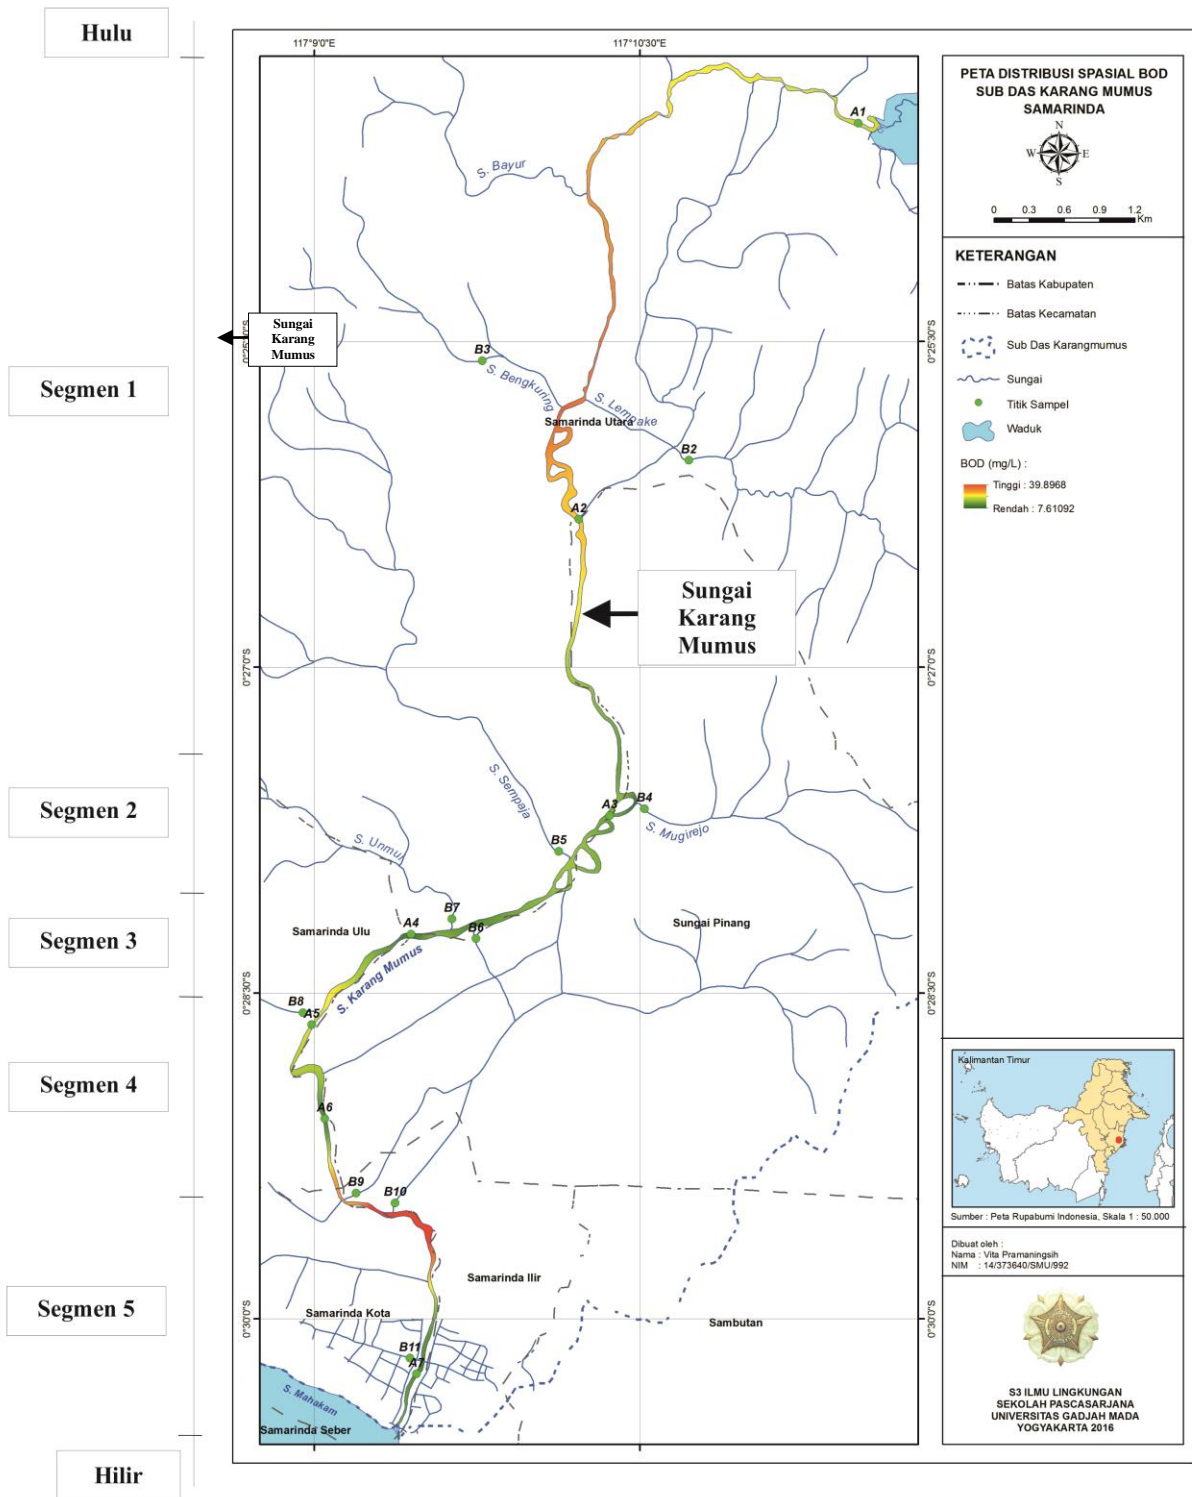 Hulu
Segmen 1
Segmen 2
Segmen 3
Segmen 4
Segmen 5
Hilir
117°9'0"E
117°10'30"E
0°25'30"S
0°27'0"S
0°28'30"S
0°30'0"S
0°27'0"S
0°28'30"S
0°30'0"S
Sungai
Karang
Mumus
A1
S. Bayur
B3
S. Bengkuring
S. Lempake
Samarinda Utara
B2
A2
Sungai
Karang
Mumus
S. Sempaja
A3
B4
S. Mugirejo
S. Unmul
B5
B7
A4
B6
Samarinda Ulu
Sungai Pinang
S. Karang Mumus
B8
A5
A6
B9
B10
Samarinda Ilir
Samarinda Kota
Sambutan
B11
A7
S. Mahakam
Samarinda Seber
PETA DISTRIBUSI SPASIAL BOD
SUB DAS KARANG MUMUS
SAMARINDA
N
W
E
S
0 0.3 0.6 0.9 1.2
Km
KETERANGAN
Batas Kabupaten
Batas Kecamatan
Sub Das Karangmumus
Sungai
Titik Sampel
Waduk
BOD (mg/L) :
Tinggi : 39.8968
Rendah : 7.61092
Kalimantan Timur
Sumber : Peta Rupabumi Indonesia, Skala 1 : 50.000
Dibuat oleh :
Nama : Vita Pramaningsih
NIM : 14/373640/SMU/992
S3 ILMU LINGKUNGAN
SEKOLAH PASCASARJANA
UNIVERSITAS GADJAH MADA
YOGYAKARTA 2016